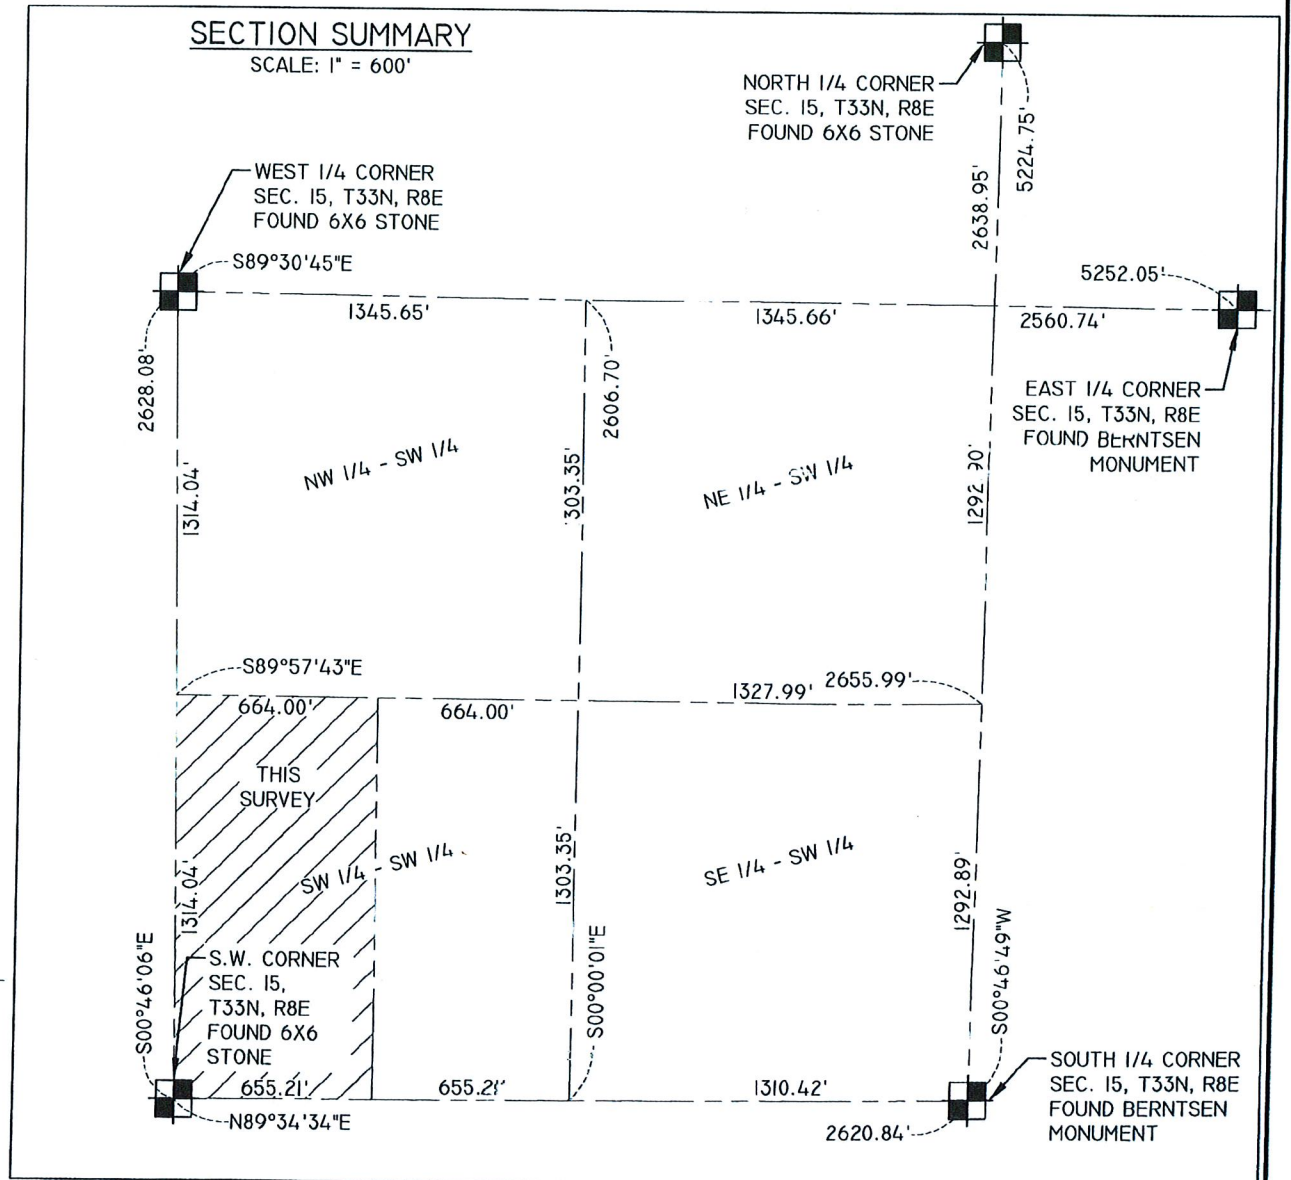 SECTION SUMMARY
SCALE: 1" = 600'
NORTH 1/4 CORNER
SEC. 15, T33N, R8E
FOUND 6X6 STONE
5224.75'
2638.95'
WEST 1/4 CORNER
SEC. 15, T33N, R8E
FOUND 6X6 STONE
S89°30'45"E
1345.65'
1345.66'
5252.05'
2560.74'
2628.08'
2606.70'
EAST 1/4 CORNER
SEC. 15, T33N, R8E
FOUND BERNTSEN
MONUMENT
1314.04'
NW 1/4 - SW 1/4
1303.35'
NE 1/4 - SW 1/4
1292.90'
S89°57'43"E
664.00'
664.00'
1327.99'
2655.99'
THIS
SURVEY
1314.04'
SW 1/4 - SW 1/4
1303.35'
SE 1/4 - SW 1/4
1292.89'
S00°46'06"E
S.W. CORNER
SEC. 15,
T33N, R8E
FOUND 6X6
STONE
S00°00'01"E
S00°46'49"W
655.21'
655.21'
1310.42'
N89°34'34"E
2620.84'
SOUTH 1/4 CORNER
SEC. 15, T33N, R8E
FOUND BERNTSEN
MONUMENT